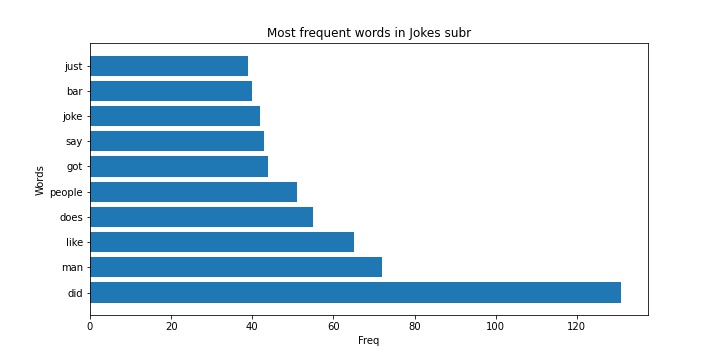 Most frequent words in Jokes subr
just
bar
joke
say
got
people
does
like
man
did
Words
0 20 40 60 80 100 120
Freq